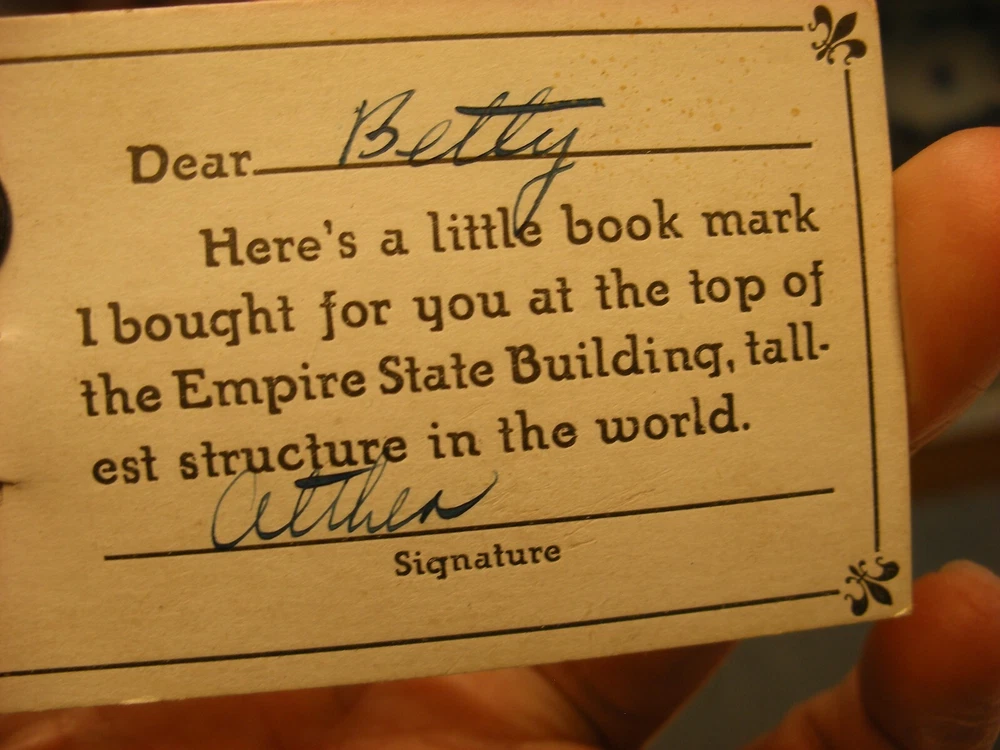 Dear Betty
Here's a little book mark
I bought for you at the top of
the Empire State Building, tall-
est structure in the world.
Althea
Signature